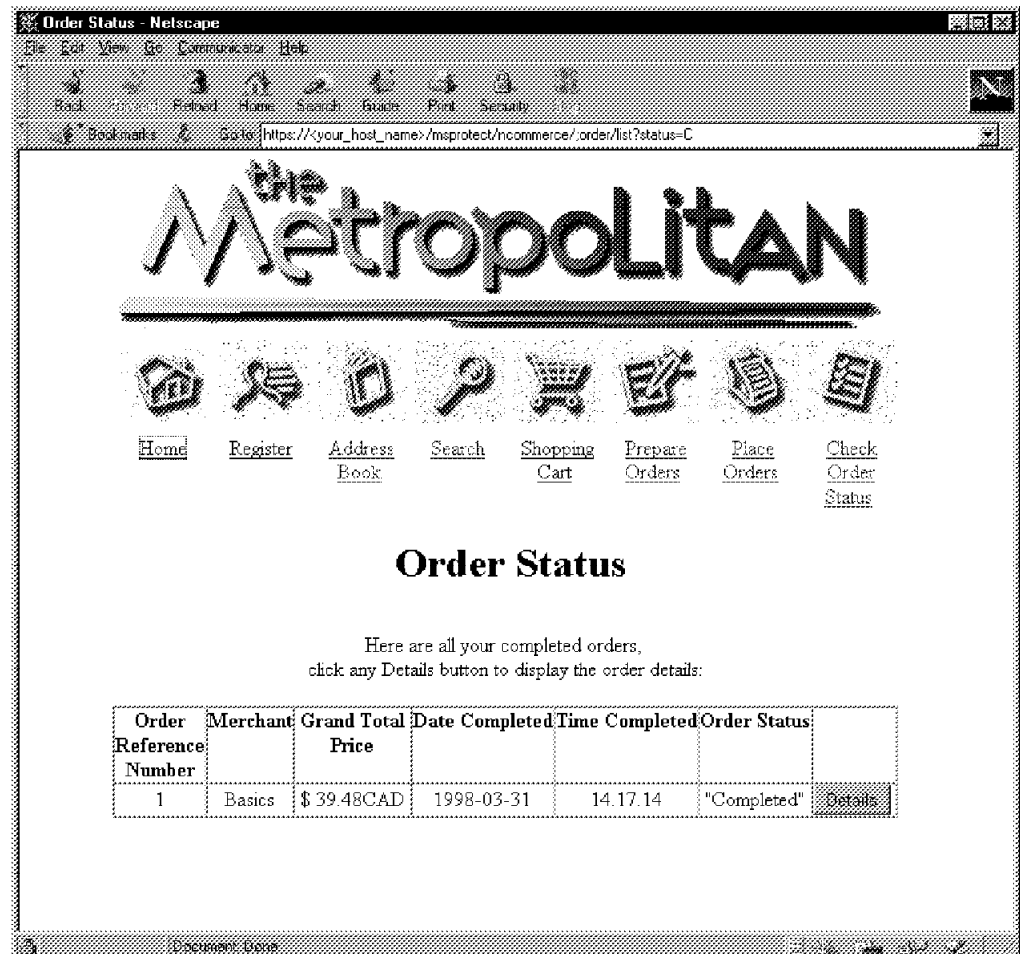 Order Status - Netscape
File Edit View Go Communicator Help
Back Reload Home Search Guide Print Security
Bookmarks Go to: https://<your_host_name>/msprotect/ncommerce/;order/list?status=C
the
Metropolitan
Home Register Address Search Shopping Prepare Place Check
Book Cart Orders Orders Order
Status
Order Status
Here are all your completed orders,
click any Details button to display the order details:
Order Merchant Grand Total Date Completed Time Completed Order Status
Reference Price
Number
1 Basics $ 39.48CAD 1998-03-31 14.17.14 "Completed" Details
Document: Done